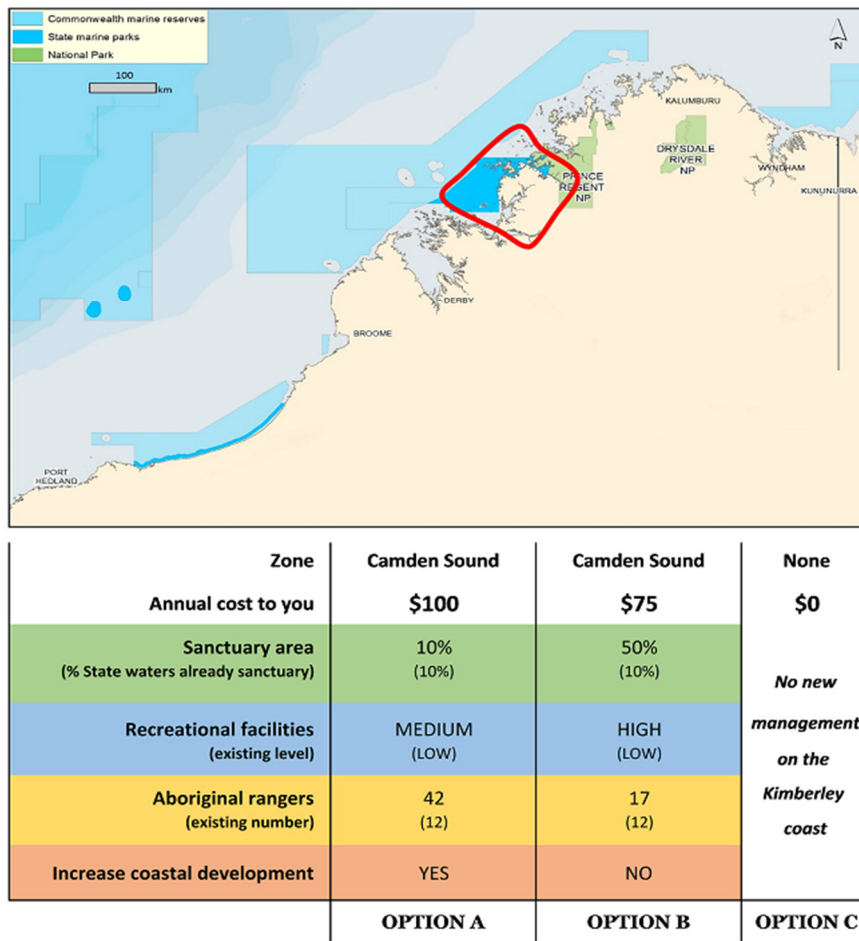 Commonwealth marine reserves
State marine parks
National Park
100
km
N
KALUMBURU
DRYSDALE
RIVER
NP
WYNDHAM
PRINCE
REGENT
NP
KUNUNURRA
DERBY
BROOME
PORT
HEDLAND
Zone Camden Sound Camden Sound None
Annual cost to you $100 $75 $0
Sanctuary area 10% 50%
(% State waters already sanctuary) (10%) (10%)
No new
Recreational facilities MEDIUM HIGH management
(existing level) (LOW) (LOW)
on the
Aboriginal rangers 42 17 Kimberley
(existing number) (12) (12)
coast
Increase coastal development YES NO
OPTION A OPTION B OPTION C